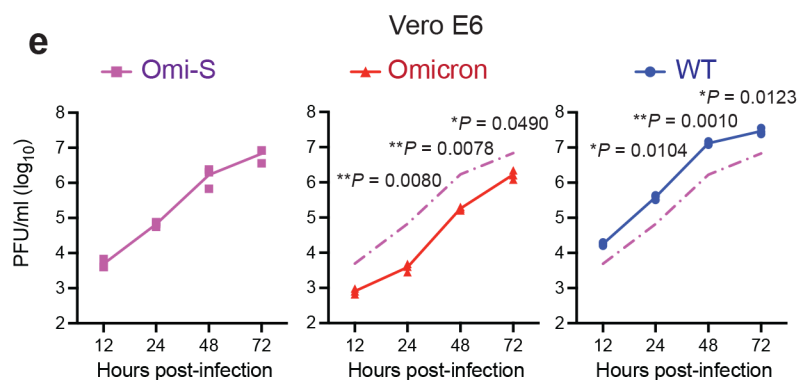 e
Vero E6
Omi-S
Omicron
WT
PFU/ml (log10)
8
7
6
5
4
3
2
12 24 48 72
Hours post-infection
8
7
6
5
4
3
2
**P = 0.0080
**P = 0.0078
*P = 0.0490
12 24 48 72
Hours post-infection
8
7
6
5
4
3
2
*P = 0.0104
**P = 0.0010
*P = 0.0123
12 24 48 72
Hours post-infection